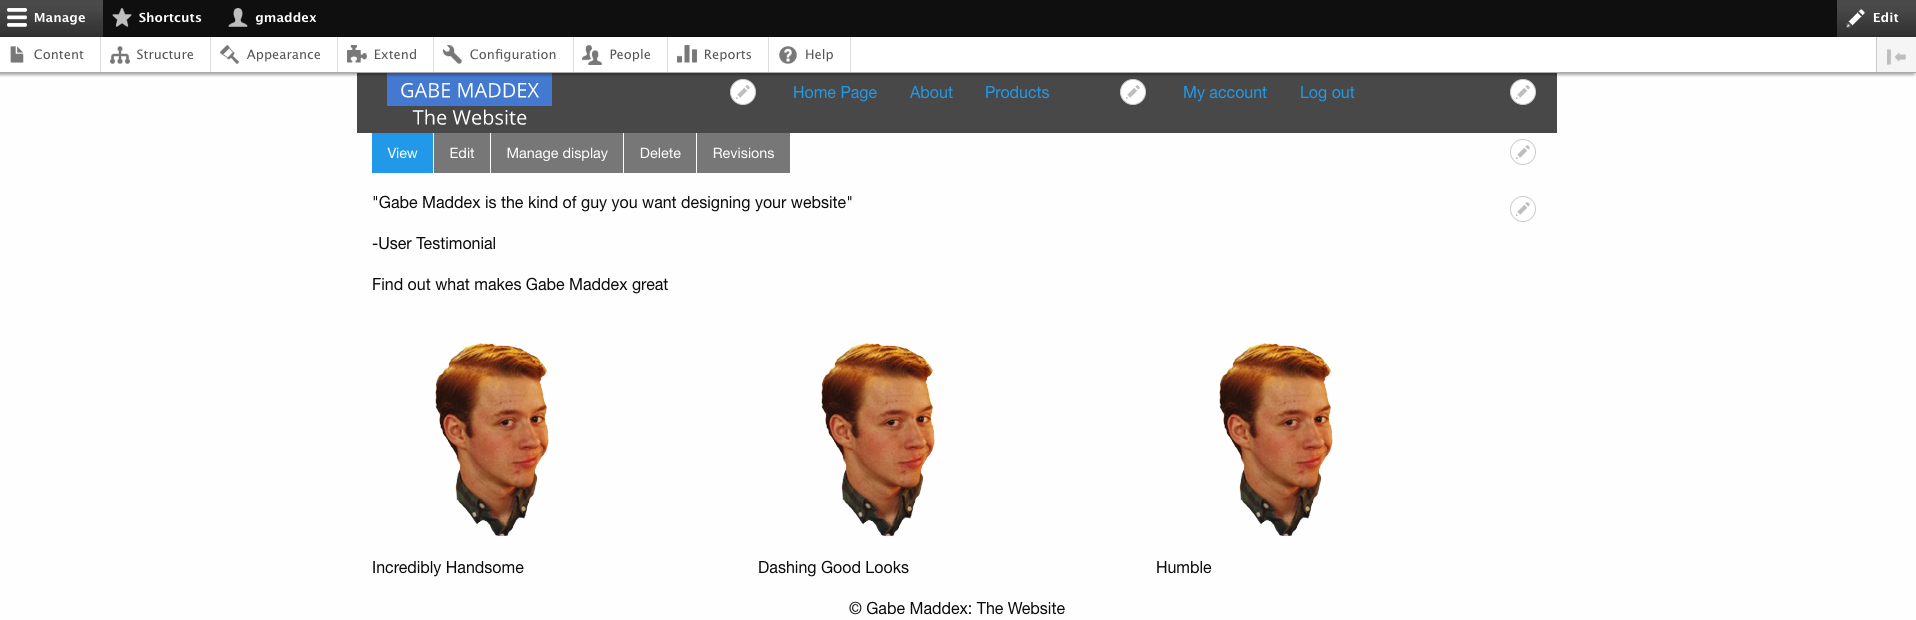 Manage Shortcuts gmaddex Edit
Content Structure Appearance Extend Configuration People Reports Help
GABE MADDEX
The Website
Home Page About Products My account Log out
View Edit Manage display Delete Revisions
"Gabe Maddex is the kind of guy you want designing your website"
-User Testimonial
Find out what makes Gabe Maddex great
Incredibly Handsome Dashing Good Looks Humble
© Gabe Maddex: The Website